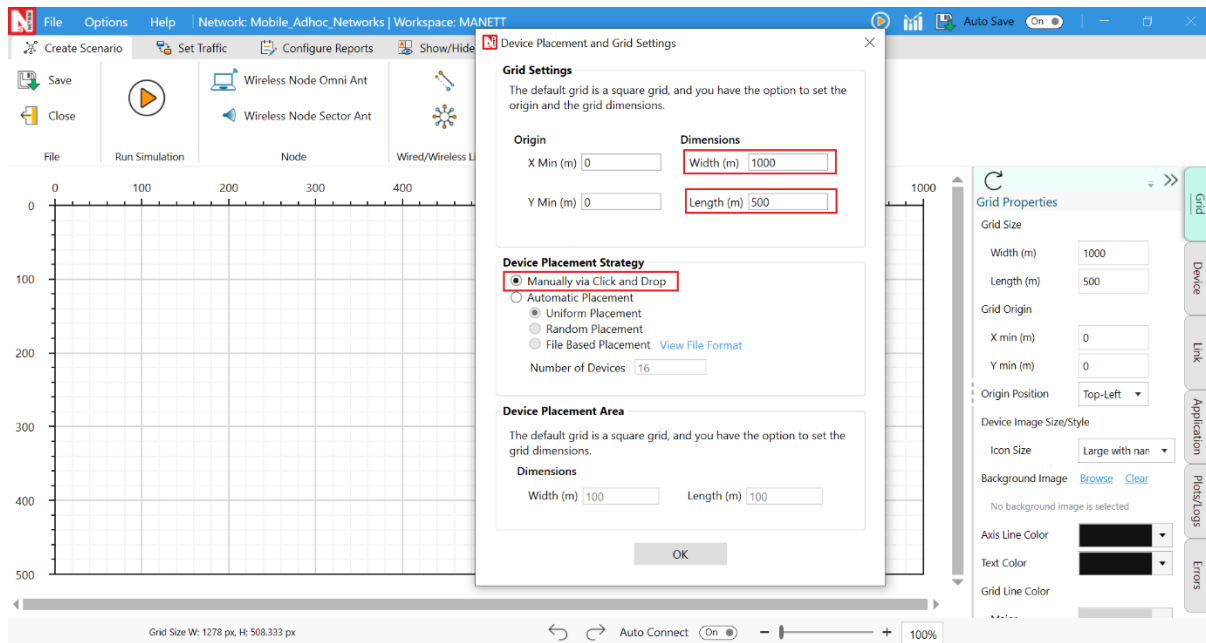 File Options Help Network: Mobile_Adhoc_Networks | Workspace: MANETT Auto Save On
Create Scenario Set Traffic Configure Reports Show/Hide
Save
Close
File
Run Simulation
Wireless Node Omni Ant
Wireless Node Sector Ant
Node
Wired/Wireless Li
0 100 200 300 400 1000
0
100
200
300
400
500
Device Placement and Grid Settings
Grid Settings
The default grid is a square grid, and you have the option to set the
origin and the grid dimensions.
Origin Dimensions
X Min (m) 0 Width (m) 1000
Y Min (m) 0 Length (m) 500
Device Placement Strategy
Manually via Click and Drop
Automatic Placement
Uniform Placement
Random Placement
File Based Placement View File Format
Number of Devices 16
Device Placement Area
The default grid is a square grid, and you have the option to set the
grid dimensions.
Dimensions
Width (m) 100 Length (m) 100
OK
Grid Properties
Grid Size
Width (m) 1000
Length (m) 500
Grid Origin
X min (m) 0
Y min (m) 0
Origin Position Top-Left
Device Image Size/Style
Icon Size Large with nan
Background Image Browse Clear
No background image is selected
Axis Line Color
Text Color
Grid Line Color
Grid
Device
Link
Application
Plots/Logs
Errors
Grid Size W: 1278 px, H: 508.333 px
Auto Connect On 100%